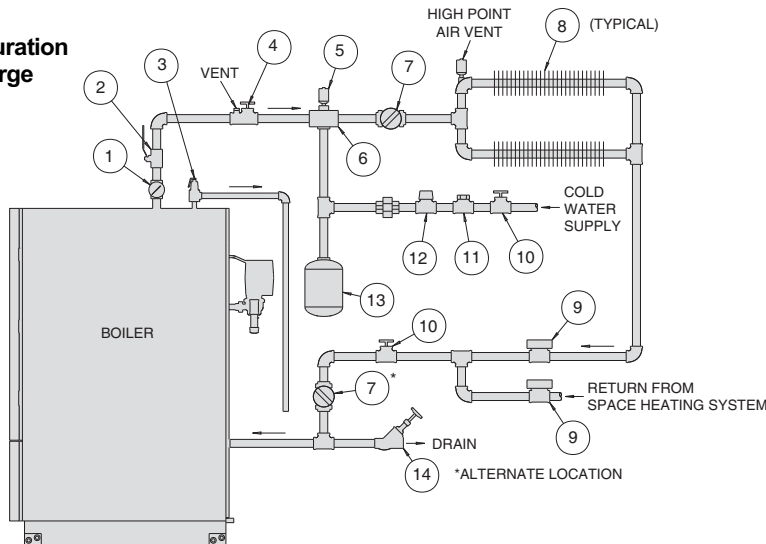 uration
rge
HIGH POINT
AIR VENT
8 (TYPICAL)
4
5
3
VENT
7
2
1
6
COLD
WATER
SUPPLY
12
11
10
13
BOILER
10
9
7 *
RETURN FROM
SPACE HEATING SYSTEM
9
DRAIN
14
*ALTERNATE LOCATION